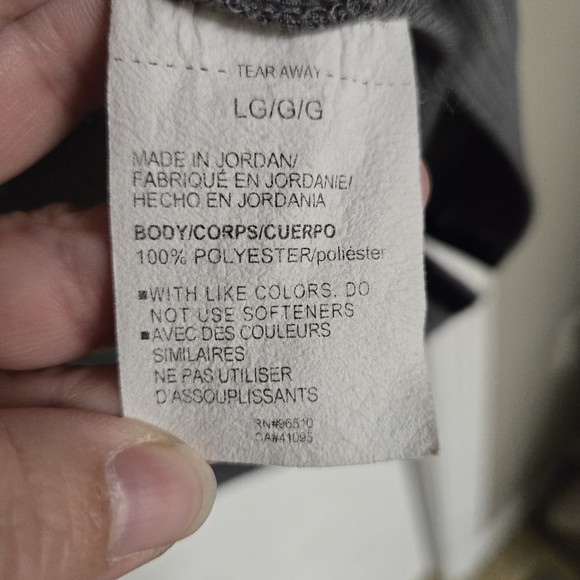 TEAR AWAY
LG/G/G
MADE IN JORDAN/
FABRIQUÉ EN JORDANIE/
HECHO EN JORDANIA
BODY/CORPS/CUERPO
100% POLYESTER/poliéster
■WITH LIKE COLORS. DO
NOT USE SOFTENERS
■AVEC DES COULEURS
SIMILAIRES
NE PAS UTILISER
D'ASSOUPLISSANTS
RN#96510
CA#41095